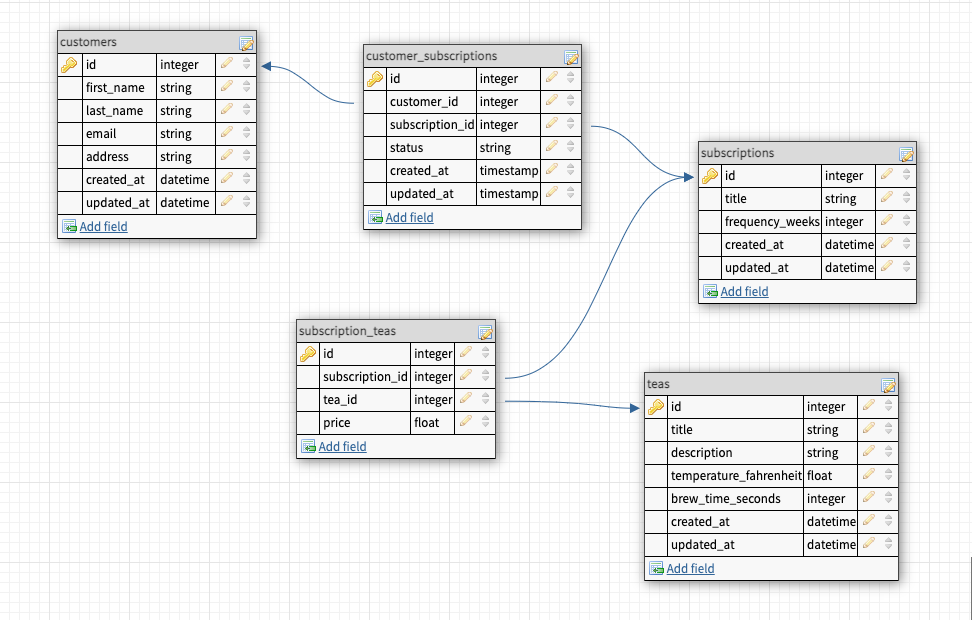 customers
id integer
first_name string
last_name string
email string
address string
created_at datetime
updated_at datetime
Add field
customer_subscriptions
id integer
customer_id integer
subscription_id integer
status string
created_at timestamp
updated_at timestamp
Add field
subscriptions
id integer
title string
frequency_weeks integer
created_at datetime
updated_at datetime
Add field
subscription_teas
id integer
subscription_id integer
tea_id integer
price float
Add field
teas
id integer
title string
description string
temperature_fahrenheit float
brew_time_seconds integer
created_at datetime
updated_at datetime
Add field